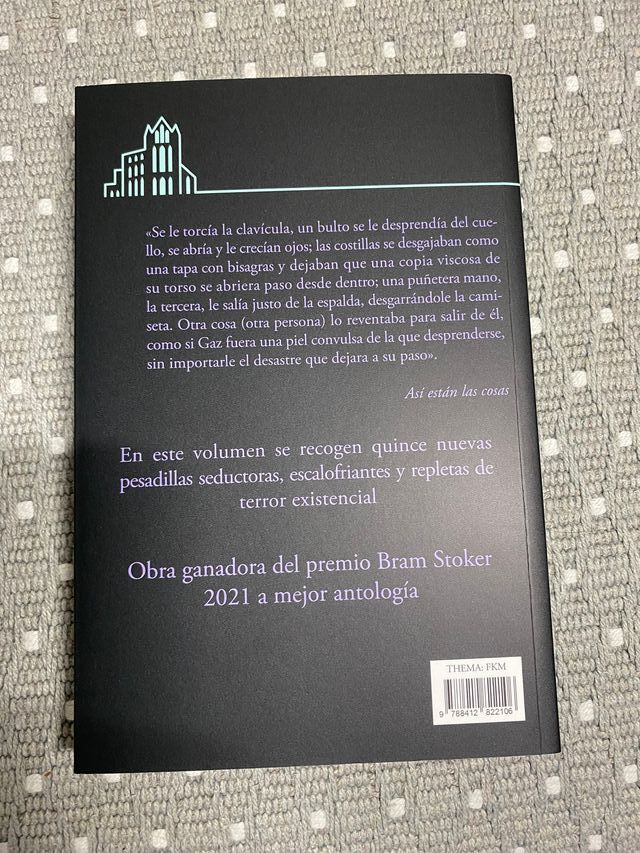 «Se le torcía la clavícula, un bulto se le desprendía del cue-
llo, se abría y le crecían ojos; las costillas se desgajaban como
una tapa con bisagras y dejaban que una copia viscosa de
su torso se abriera paso desde dentro; una puñetera mano,
la tercera, le salía justo de la espalda, desgarrándole la cami-
seta. Otra cosa (otra persona) lo reventaba para salir de él,
como si Gaz fuera una piel convulsa de la que desprenderse,
sin importarle el desastre que dejara a su paso».
Así están las cosas
En este volumen se recogen quince nuevas
pesadillas seductoras, escalofriantes y repletas de
terror existencial
Obra ganadora del premio Bram Stoker
2021 a mejor antología
THEMA: FKM
9 788412 822106